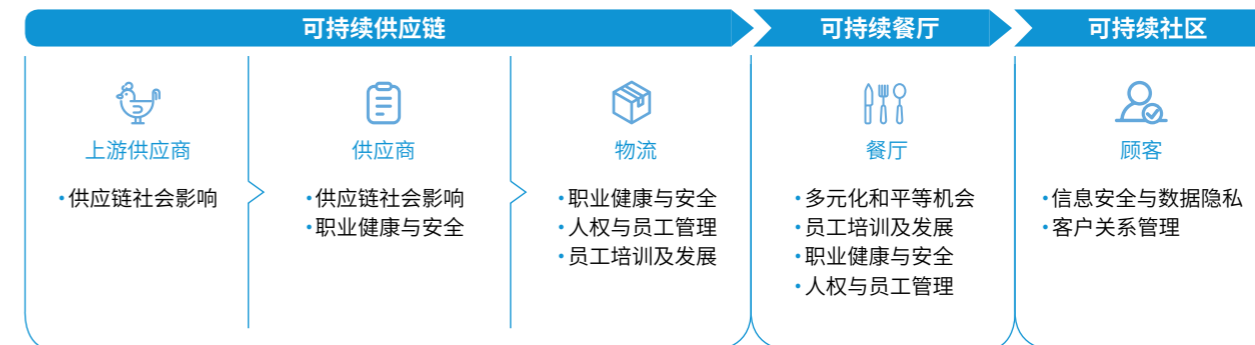 可持续供应链
可持续餐厅
可持续社区
上游供应商
•供应链社会影响
供应商
•供应链社会影响
•职业健康与安全
物流
•职业健康与安全
•人权与员工管理
•员工培训及发展
餐厅
•多元化和平等机会
•员工培训及发展
•职业健康与安全
•人权与员工管理
顾客
•信息安全与数据隐私
•客户关系管理